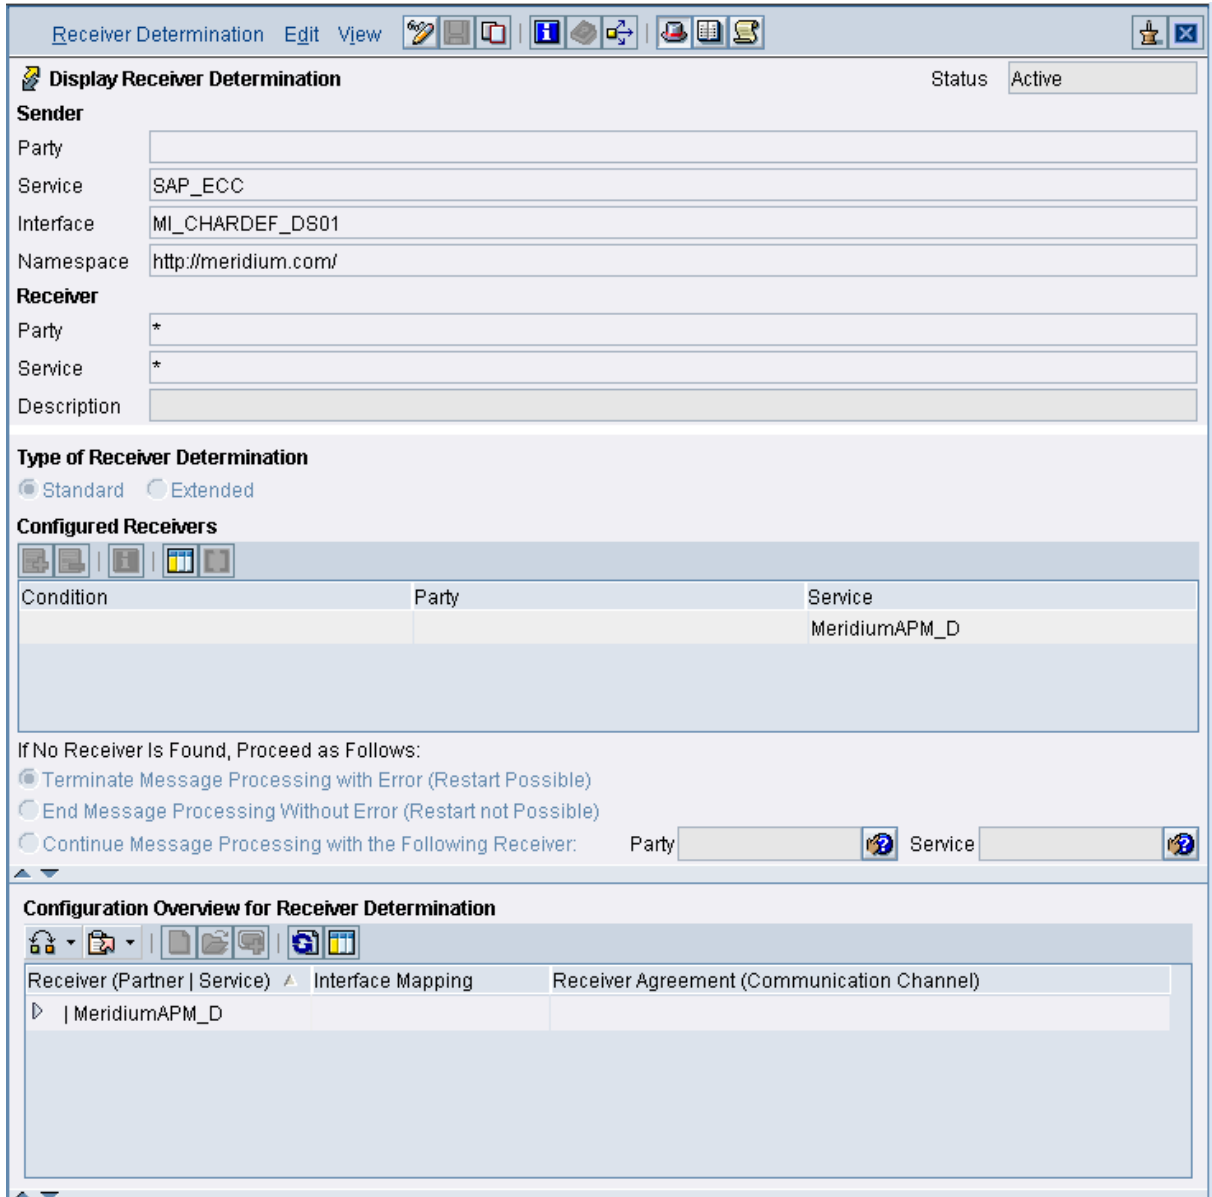 Receiver Determination Edit View
Display Receiver Determination Status Active
Sender
Party
Service SAP_ECC
Interface MI_CHARDEF_DS01
Namespace http://meridium.com/
Receiver
Party *
Service *
Description
Type of Receiver Determination
Standard Extended
Configured Receivers
Condition Party Service
MeridiumAPM_D
If No Receiver Is Found, Proceed as Follows:
Terminate Message Processing with Error (Restart Possible)
End Message Processing Without Error (Restart not Possible)
Continue Message Processing with the Following Receiver: Party Service
Configuration Overview for Receiver Determination
Receiver (Partner | Service) Interface Mapping Receiver Agreement (Communication Channel)
| MeridiumAPM_D